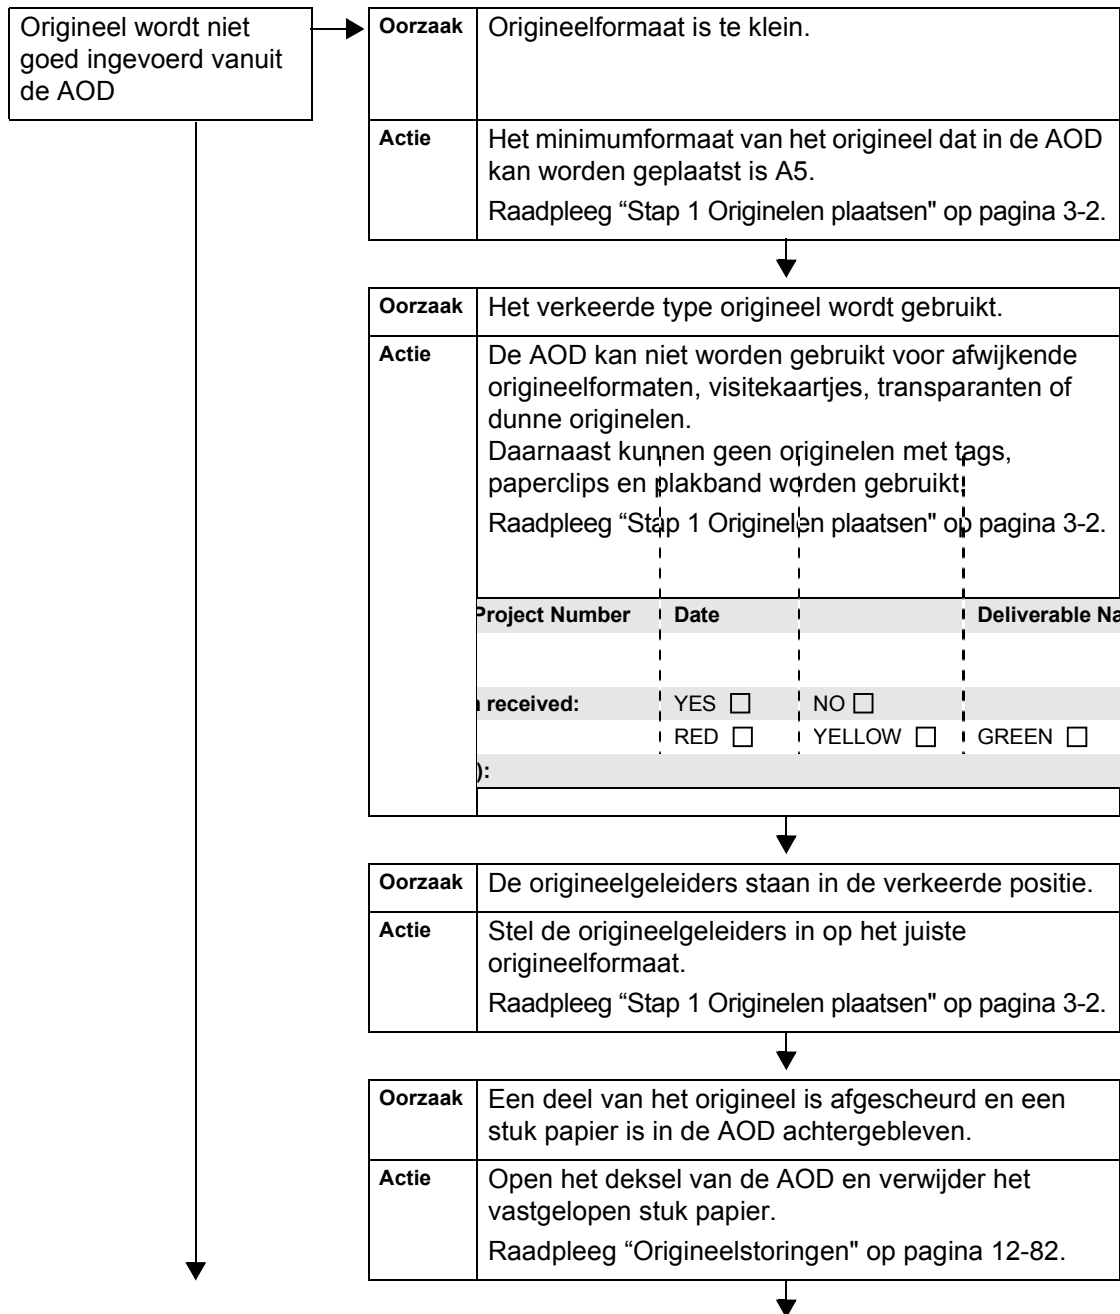 Origineel wordt niet
goed ingevoerd vanuit
de AOD
Oorzaak Origineelformaat is te klein.
Actie Het minimumformaat van het origineel dat in de AOD
kan worden geplaatst is A5.
Raadpleeg “Stap 1 Originelen plaatsen" op pagina 3-2.
Oorzaak Het verkeerde type origineel wordt gebruikt.
Actie De AOD kan niet worden gebruikt voor afwijkende
origineelformaten, visitekaartjes, transparanten of
dunne originelen.
Daarnaast kunnen geen originelen met tags,
paperclips en plakband worden gebruikt.
Raadpleeg “Stap 1 Originelen plaatsen" op pagina 3-2.
Project Number Date Deliverable Na
received: YES NO
RED YELLOW GREEN
):
Oorzaak De origineelgeleiders staan in de verkeerde positie.
Actie Stel de origineelgeleiders in op het juiste
origineelformaat.
Raadpleeg “Stap 1 Originelen plaatsen" op pagina 3-2.
Oorzaak Een deel van het origineel is afgescheurd en een
stuk papier is in de AOD achtergebleven.
Actie Open het deksel van de AOD en verwijder het
vastgelopen stuk papier.
Raadpleeg “Origineelstoringen" op pagina 12-82.